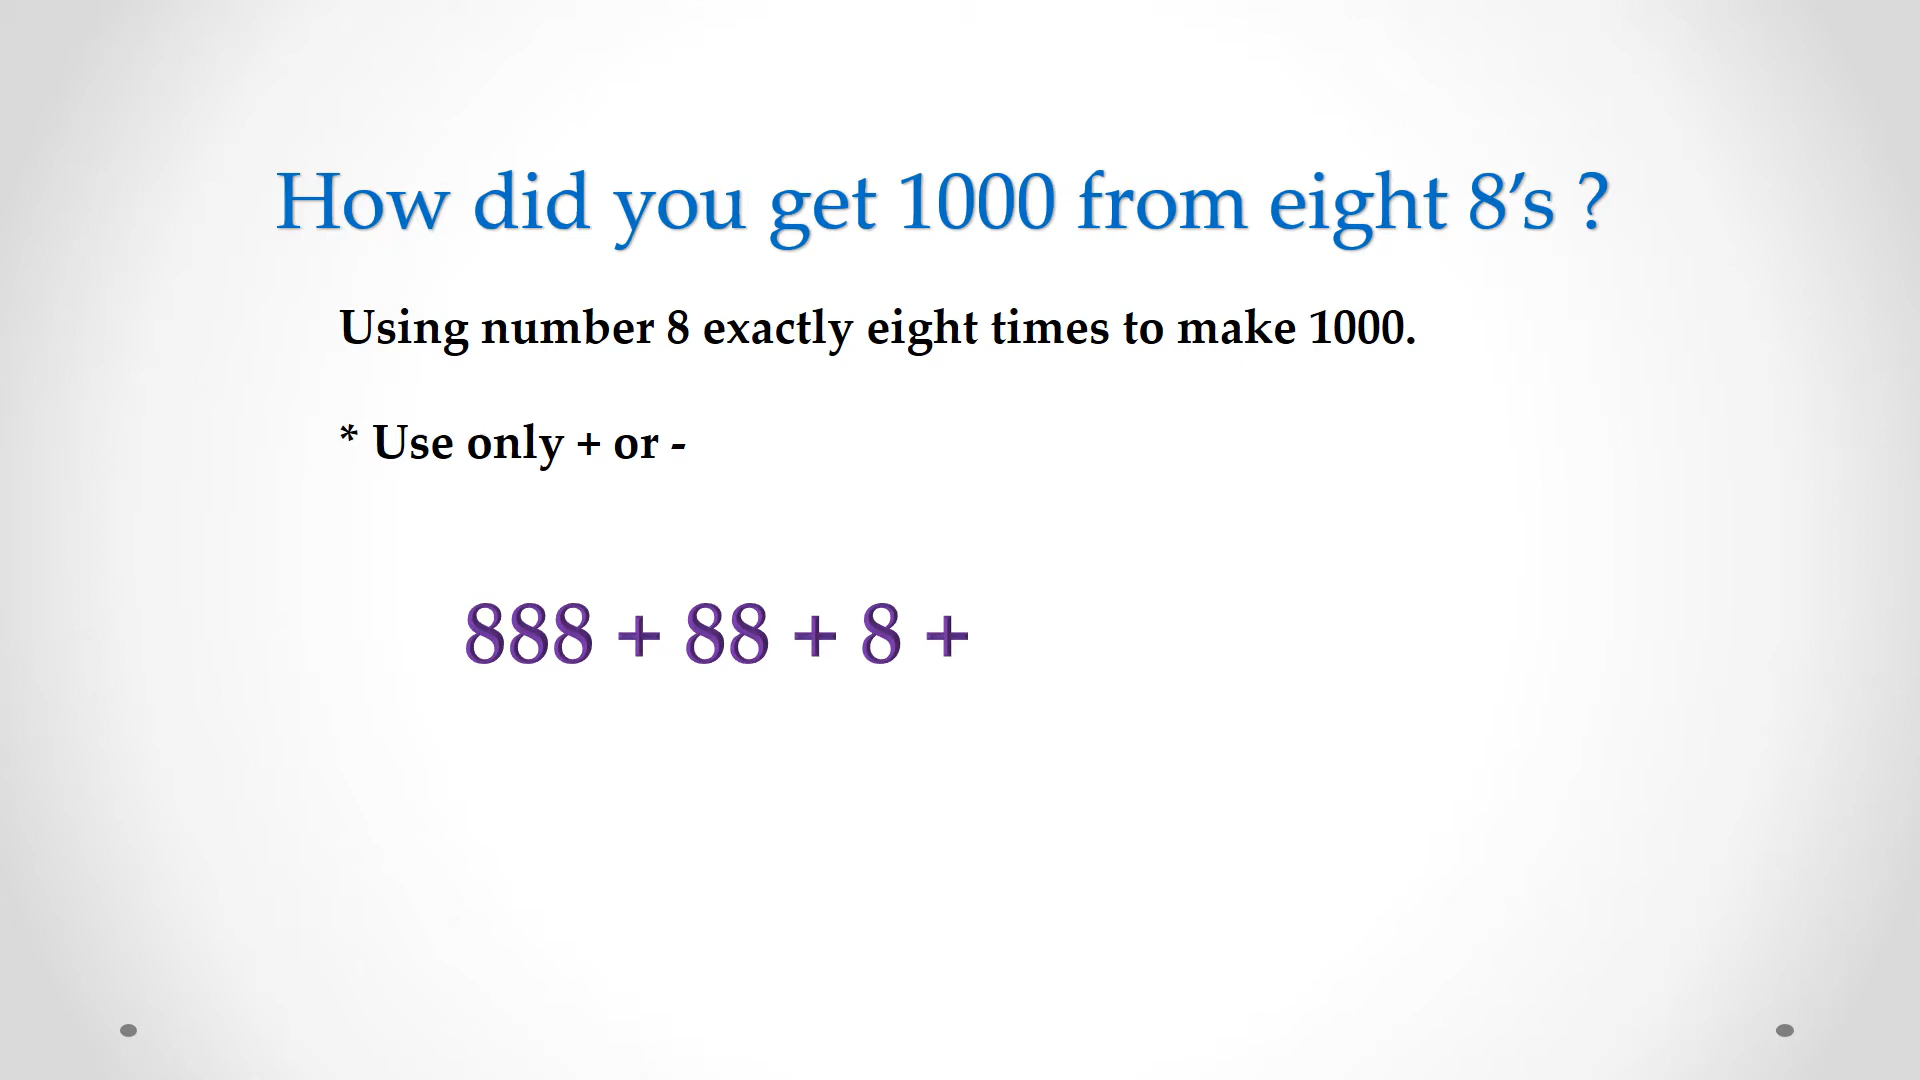 How did you get 1000 from eight 8’s ?
Using number 8 exactly eight times to make 1000.
* Use only + or -
888 + 88 + 8 +